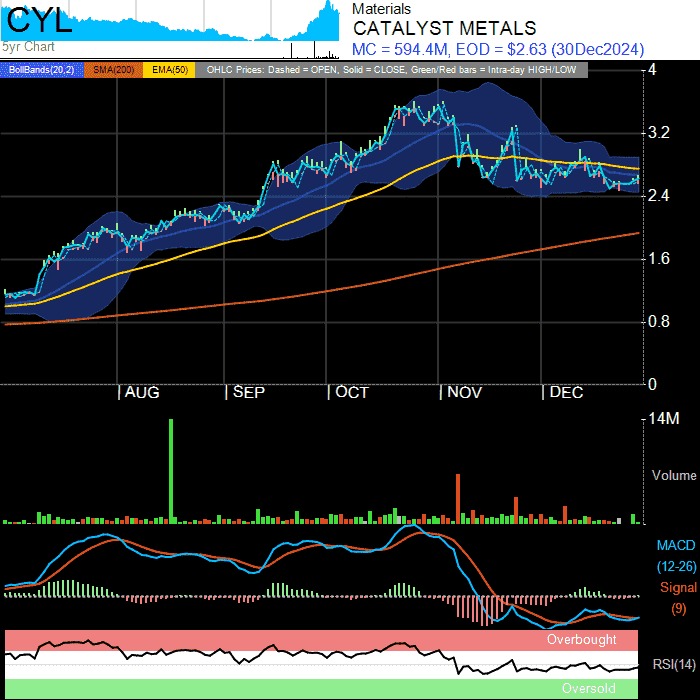 CYL
5yr Chart
Materials
CATALYST METALS
MC = 594.4M, EOD = $2.63 (30Dec2024)
BollBands(20,2) SMA(200) EMA(50) OHLC Prices: Dashed = OPEN, Solid = CLOSE, Green/Red bars = Intra-day HIGH/LOW
4
3.2
2.4
1.6
0.8
0
AUG SEP OCT NOV DEC
14M
Volume
MACD
(12-26)
Signal
(9)
Overbought
RSI(14)
Oversold